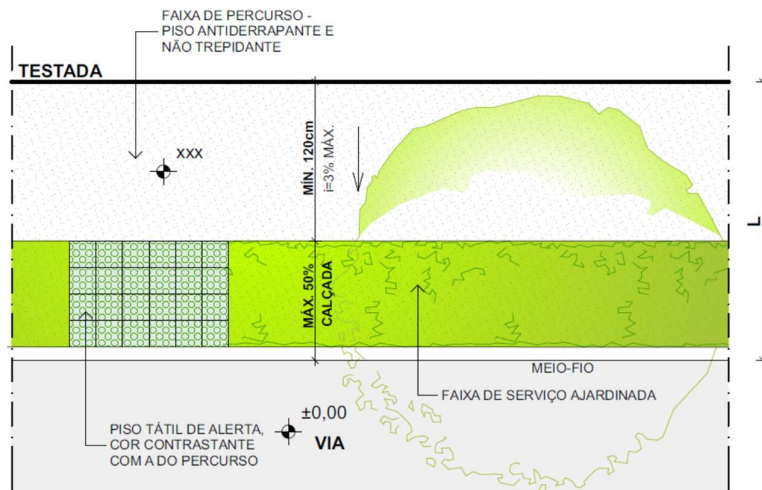 FAIXA DE PERCURSO -
PISO ANTIDERRAPANTE E
NÃO TREPIDANTE
TESTADA
XXX
MÍN. 120cm
i=3% MÁX.
L
MÁX. 50%
CALÇADA
MEIO-FIO
FAIXA DE SERVIÇO AJARDINADA
±0,00
VIA
PISO TÁTIL DE ALERTA,
COR CONTRASTANTE
COM A DO PERCURSO